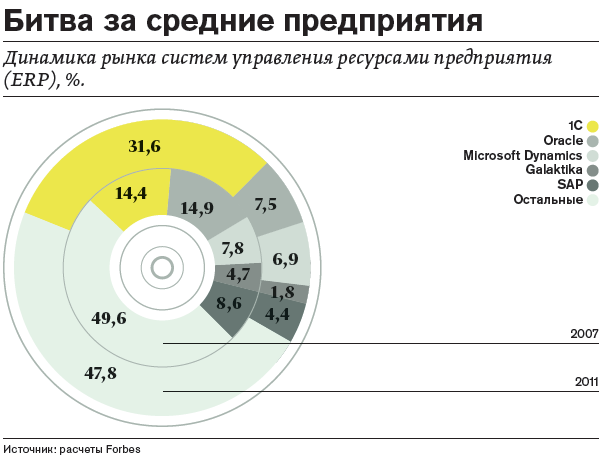 Битва за средние предприятия
Динамика рынка систем управления ресурсами предприятия
(ERP), %.
1C
Oracle
Microsoft Dynamics
Galaktika
SAP
Остальные
31,6
14,4
14,9
7,5
7,8
6,9
4,7
1,8
8,6
4,4
49,6
47,8
2007
2011
Источник: расчеты Forbes